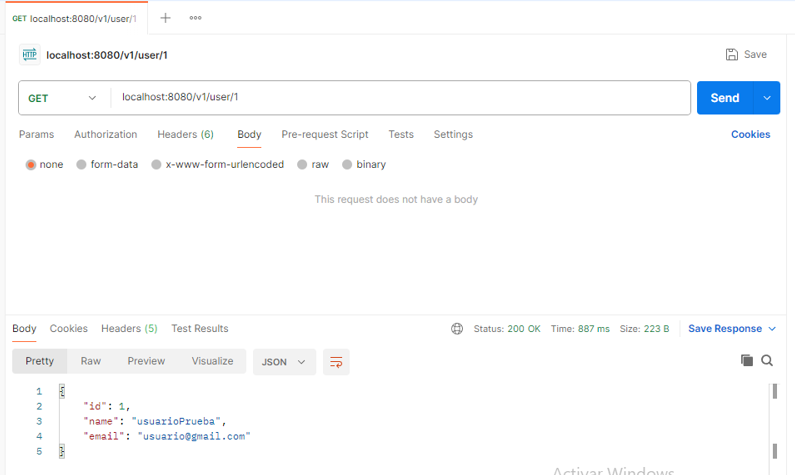 GET localhost:8080/v1/user/1
HTTP localhost:8080/v1/user/1 Save
GET localhost:8080/v1/user/1 Send
Params Authorization Headers (6) Body Pre-request Script Tests Settings Cookies
none form-data x-www-form-urlencoded raw binary
This request does not have a body
Body Cookies Headers (5) Test Results Status: 200 OK Time: 887 ms Size: 223 B Save Response
Pretty Raw Preview Visualize JSON
1 {
2 "id": 1,
3 "name": "usuarioPrueba",
4 "email": "usuario@gmail.com"
5 }
Activar Windows